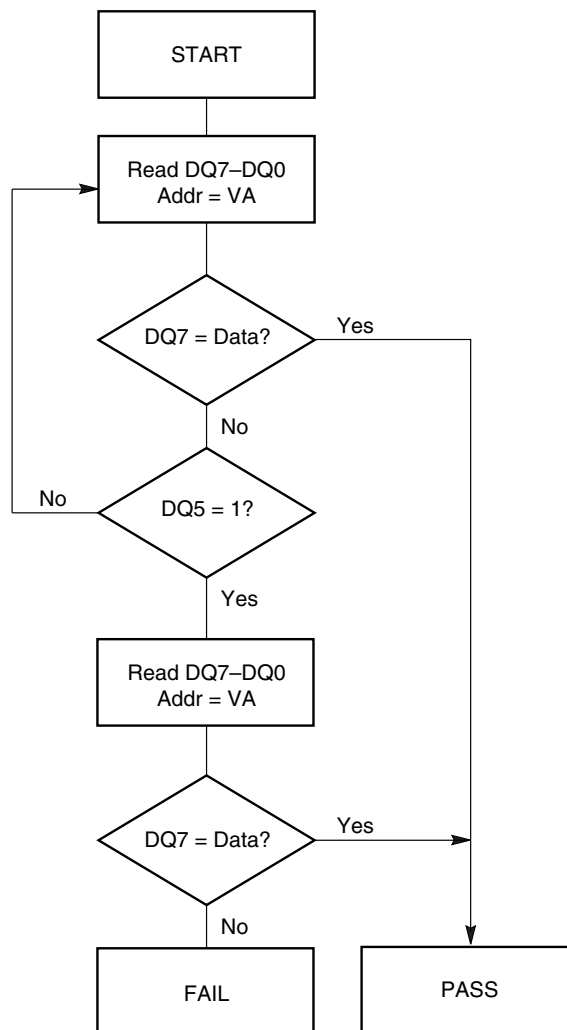 START
Read DQ7–DQ0
Addr = VA
DQ7 = Data?
Yes
No
No
DQ5 = 1?
Yes
Read DQ7–DQ0
Addr = VA
DQ7 = Data?
Yes
No
FAIL
PASS